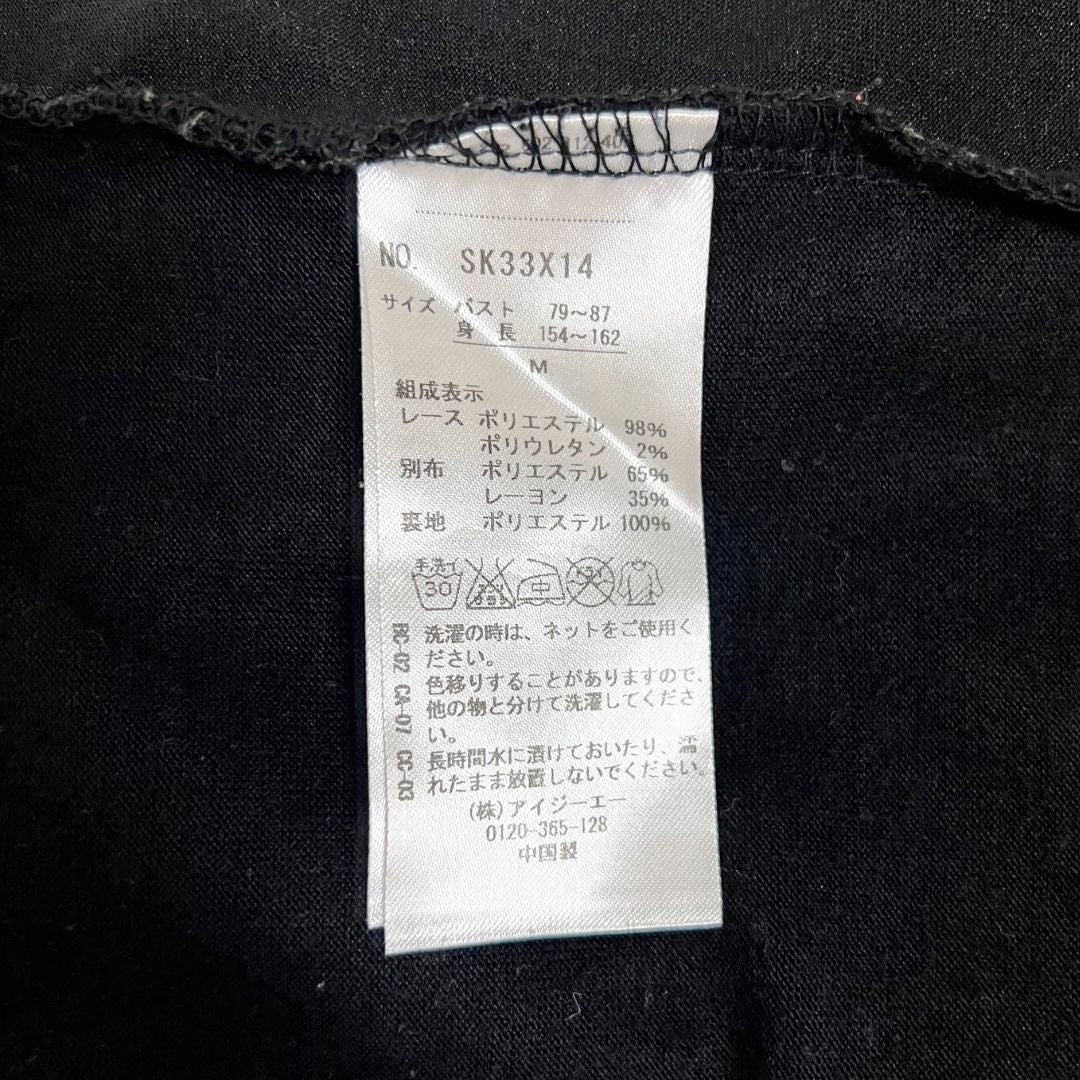 NO. SK33X14
サイズ バスト 79～87
身 長 154～162
M
組成表示
レース ポリエステル 98%
ポリウレタン 2%
別布 ポリエステル 65%
レーヨン 35%
裏地 ポリエステル 100%
手洗イ
30
中
洗濯の時は、ネットをご使用く
ださい。
色移りすることがありますので、
他の物と分けて洗濯してくださ
い。
長時間水に漬けておいたり、濡
れたまま放置しないでください。
(株)アイジーエー
0120-365-128
中国製
BC-02 CA-07 CC-03